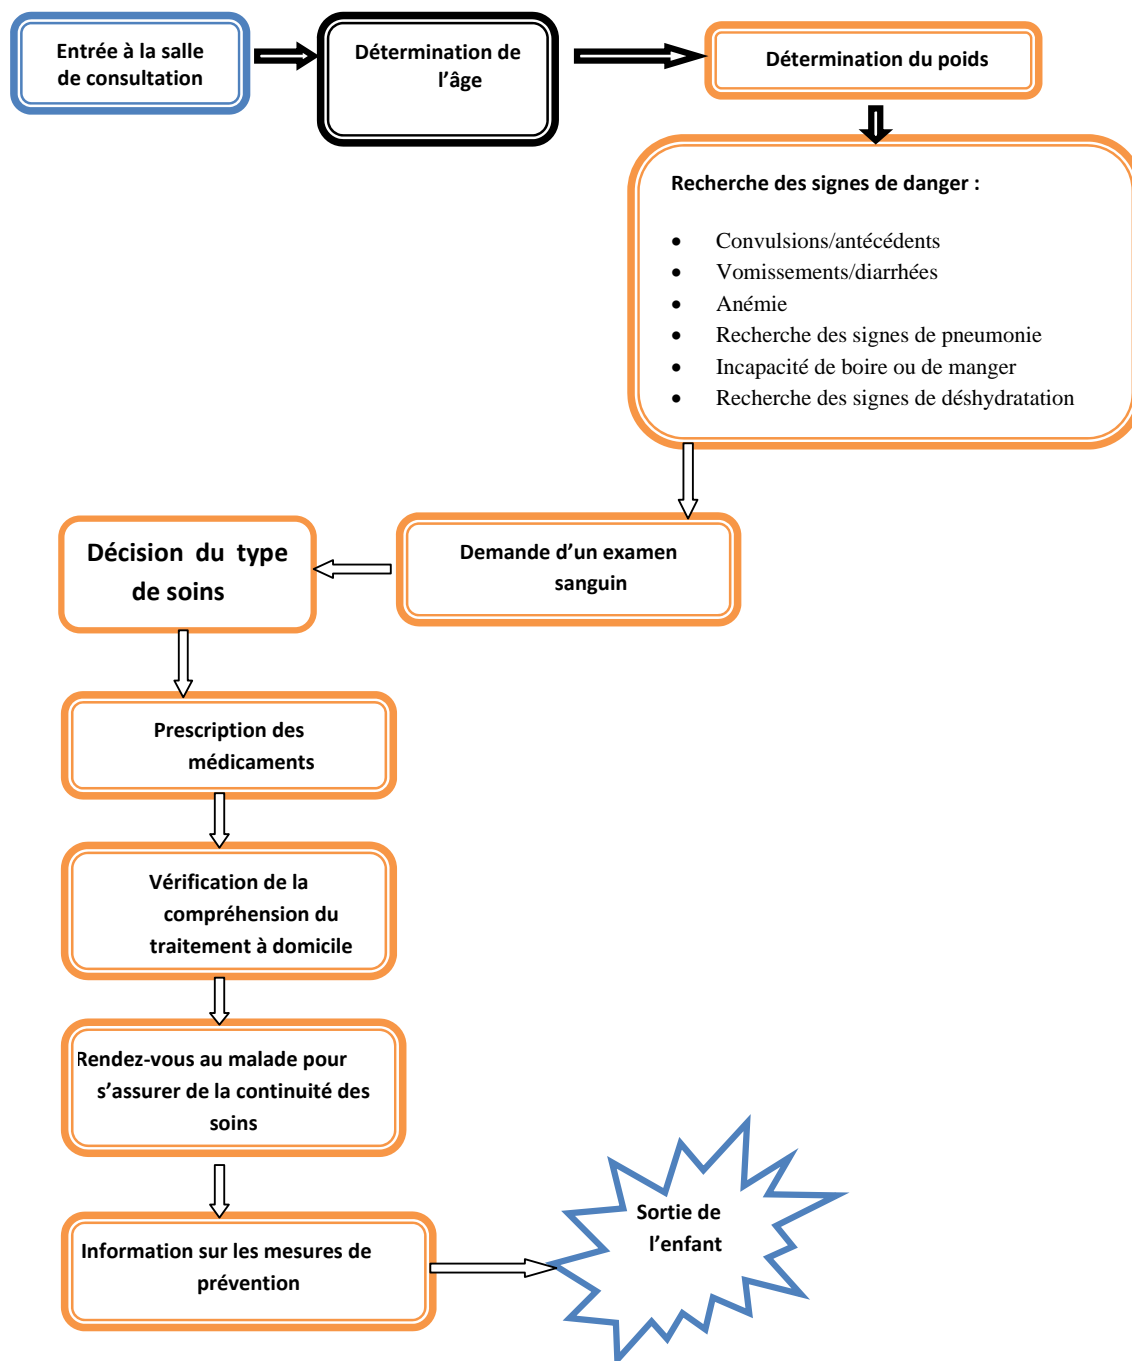 Entrée à la salle
de consultation
Détermination de
l'âge
Détermination du poids
Recherche des signes de danger :
• Convulsions/antécédents
• Vomissements/diarrhées
• Anémie
• Recherche des signes de pneumonie
• Incapacité de boire ou de manger
• Recherche des signes de déshydratation
Demande d'un examen
sanguin
Décision du type
de soins
Prescription des
médicaments
Vérification de la
compréhension du
traitement à domicile
Rendez-vous au malade pour
s'assurer de la continuité des
soins
Information sur les mesures de
prévention
Sortie de
l'enfant